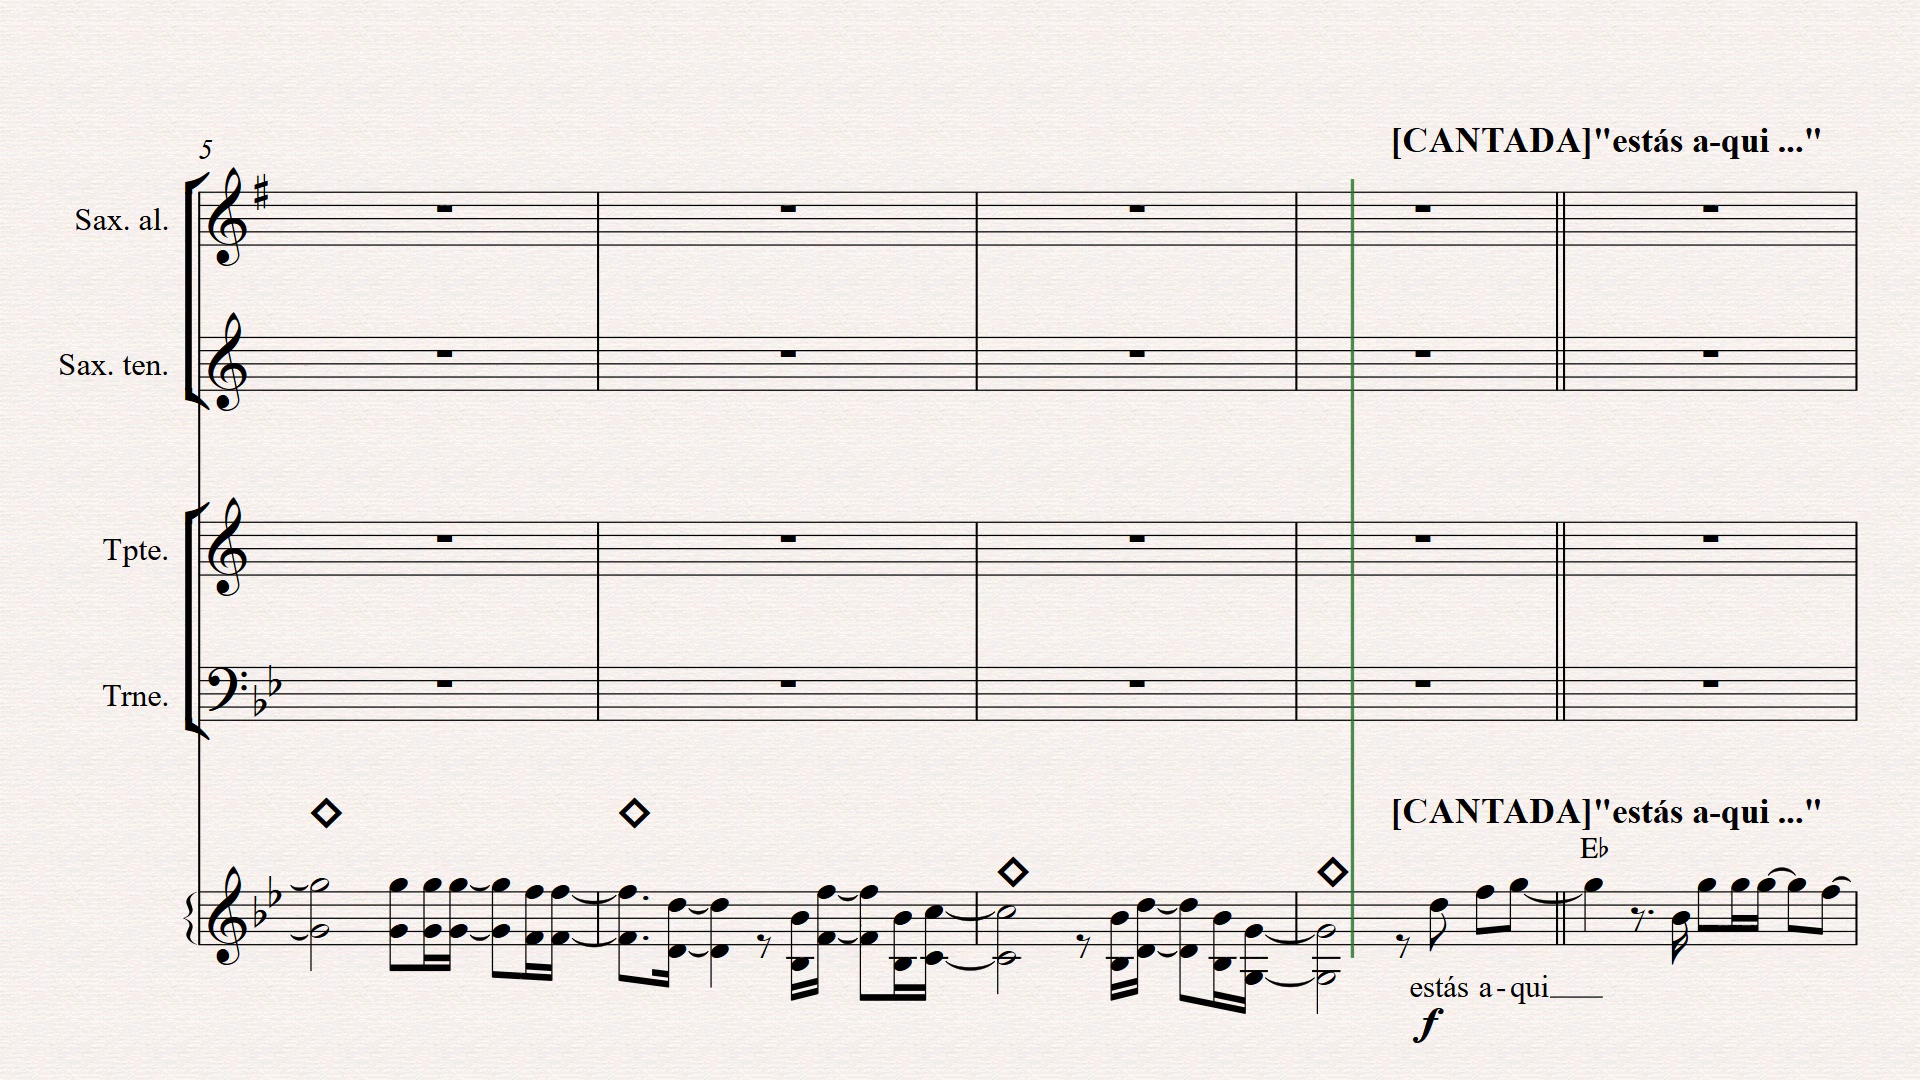 [CANTADA]"estás a-qui ..."
5
Sax. al.
Sax. ten.
Tpte.
Trne.
[CANTADA]"estás a-qui ..."
E♭
estás a-qui
f